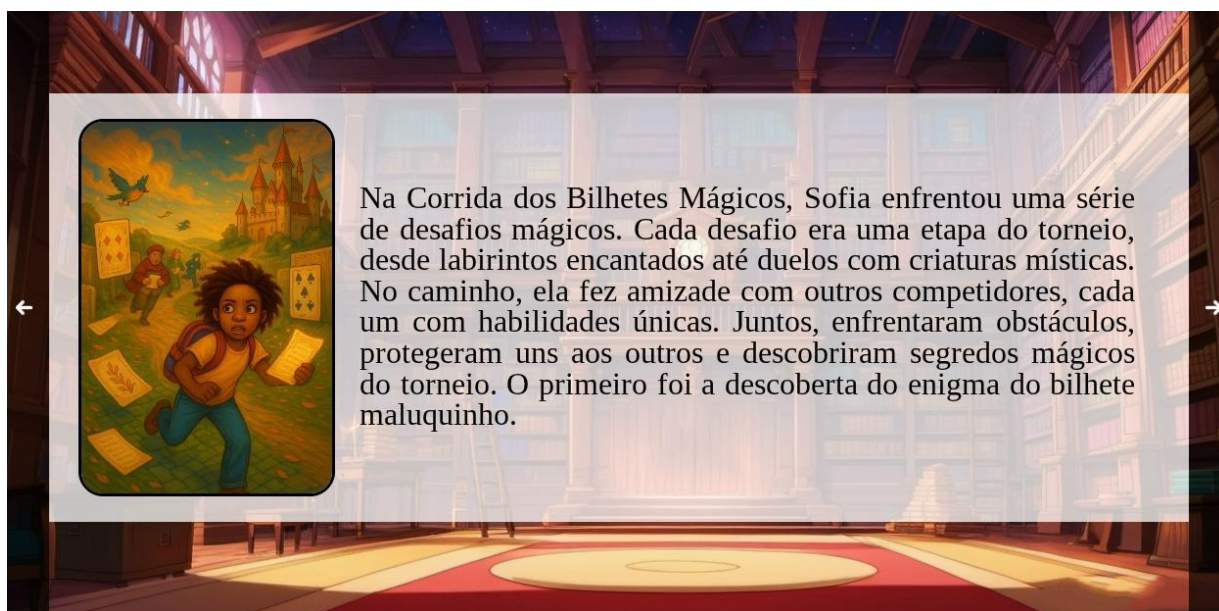 Na Corrida dos Bilhetes Mágicos, Sofia enfrentou uma série
de desafios mágicos. Cada desafio era uma etapa do torneio,
desde labirintos encantados até duelos com criaturas místicas.
No caminho, ela fez amizade com outros competidores, cada
um com habilidades únicas. Juntos, enfrentaram obstáculos,
protegeram uns aos outros e descobriram segredos mágicos
do torneio. O primeiro foi a descoberta do enigma do bilhete
maluquinho.